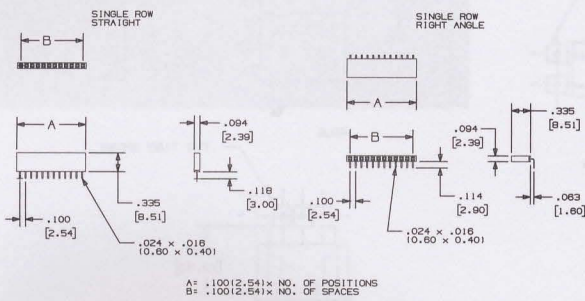 SINGLE ROW
STRAIGHT
B
A
.094
[2.39]
.118
[3.00]
.335
[8.51]
.100
[2.54]
.024 x .016
(0.60 x 0.40)
SINGLE ROW
RIGHT ANGLE
A
B
.335
[8.51]
.094
[2.39]
.100
[2.54]
.114
[2.90]
.063
[1.60]
.024 x .016
(0.60 x 0.40)
A= .100(2.54)x NO. OF POSITIONS
B= .100(2.54)x NO. OF SPACES